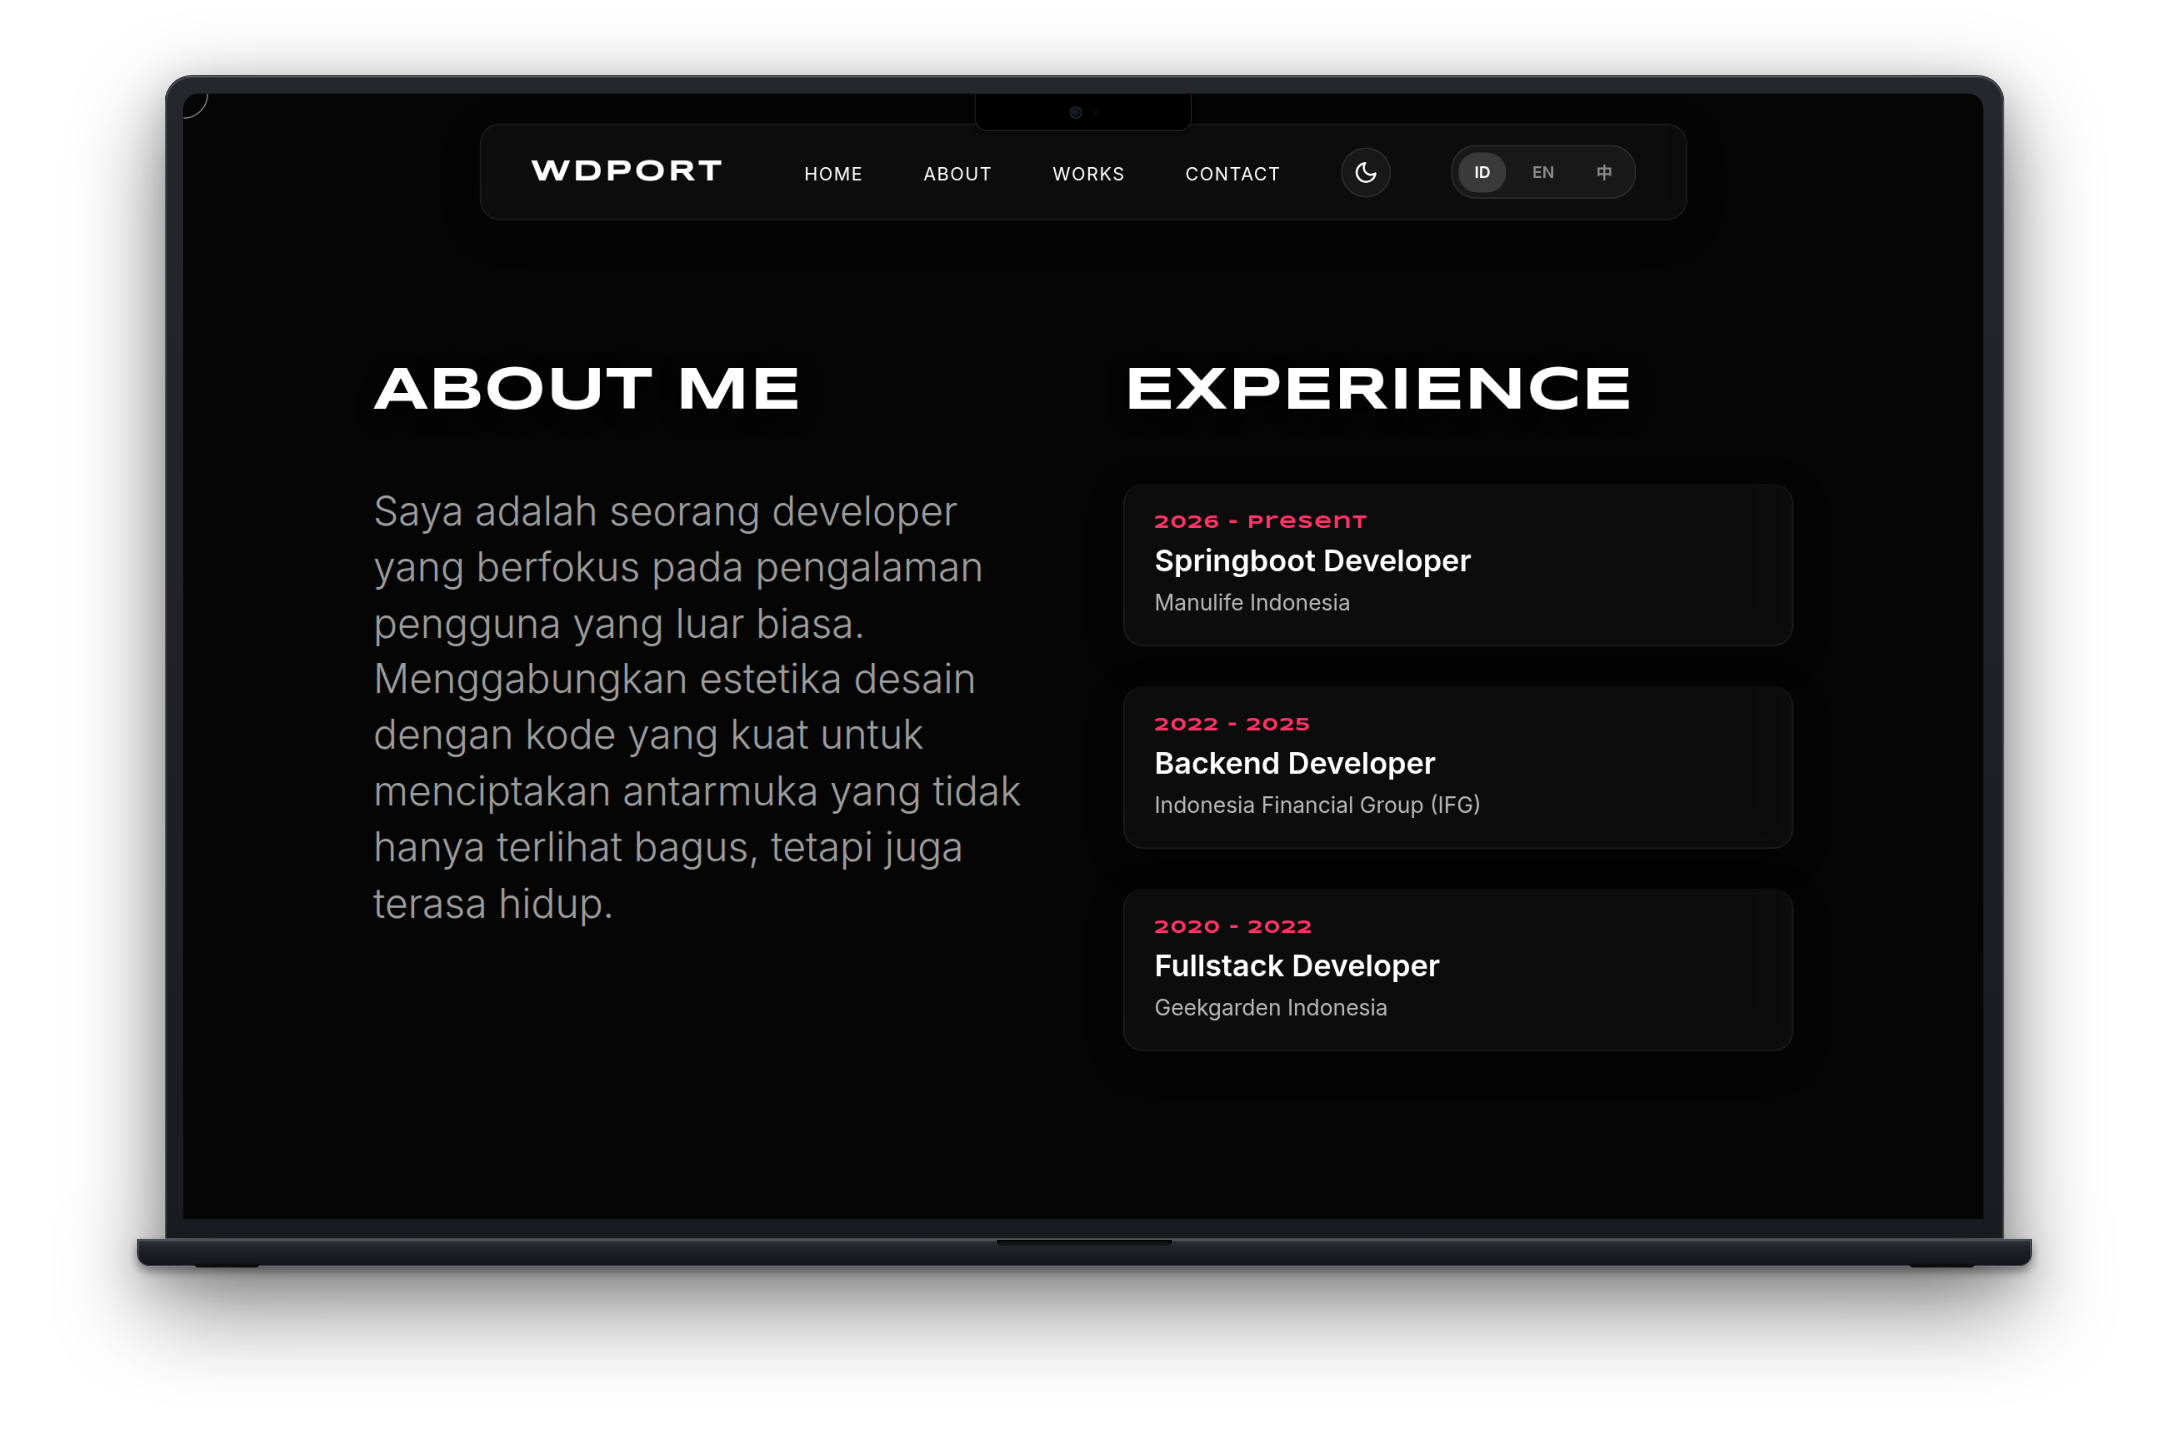 WDPORT
HOME
ABOUT
WORKS
CONTACT
ID
EN
中
ABOUT ME
Saya adalah seorang developer
yang berfokus pada pengalaman
pengguna yang luar biasa.
Menggabungkan estetika desain
dengan kode yang kuat untuk
menciptakan antarmuka yang tidak
hanya terlihat bagus, tetapi juga
terasa hidup.
EXPERIENCE
2026 - Present
Springboot Developer
Manulife Indonesia
2022 - 2025
Backend Developer
Indonesia Financial Group (IFG)
2020 - 2022
Fullstack Developer
Geekgarden Indonesia